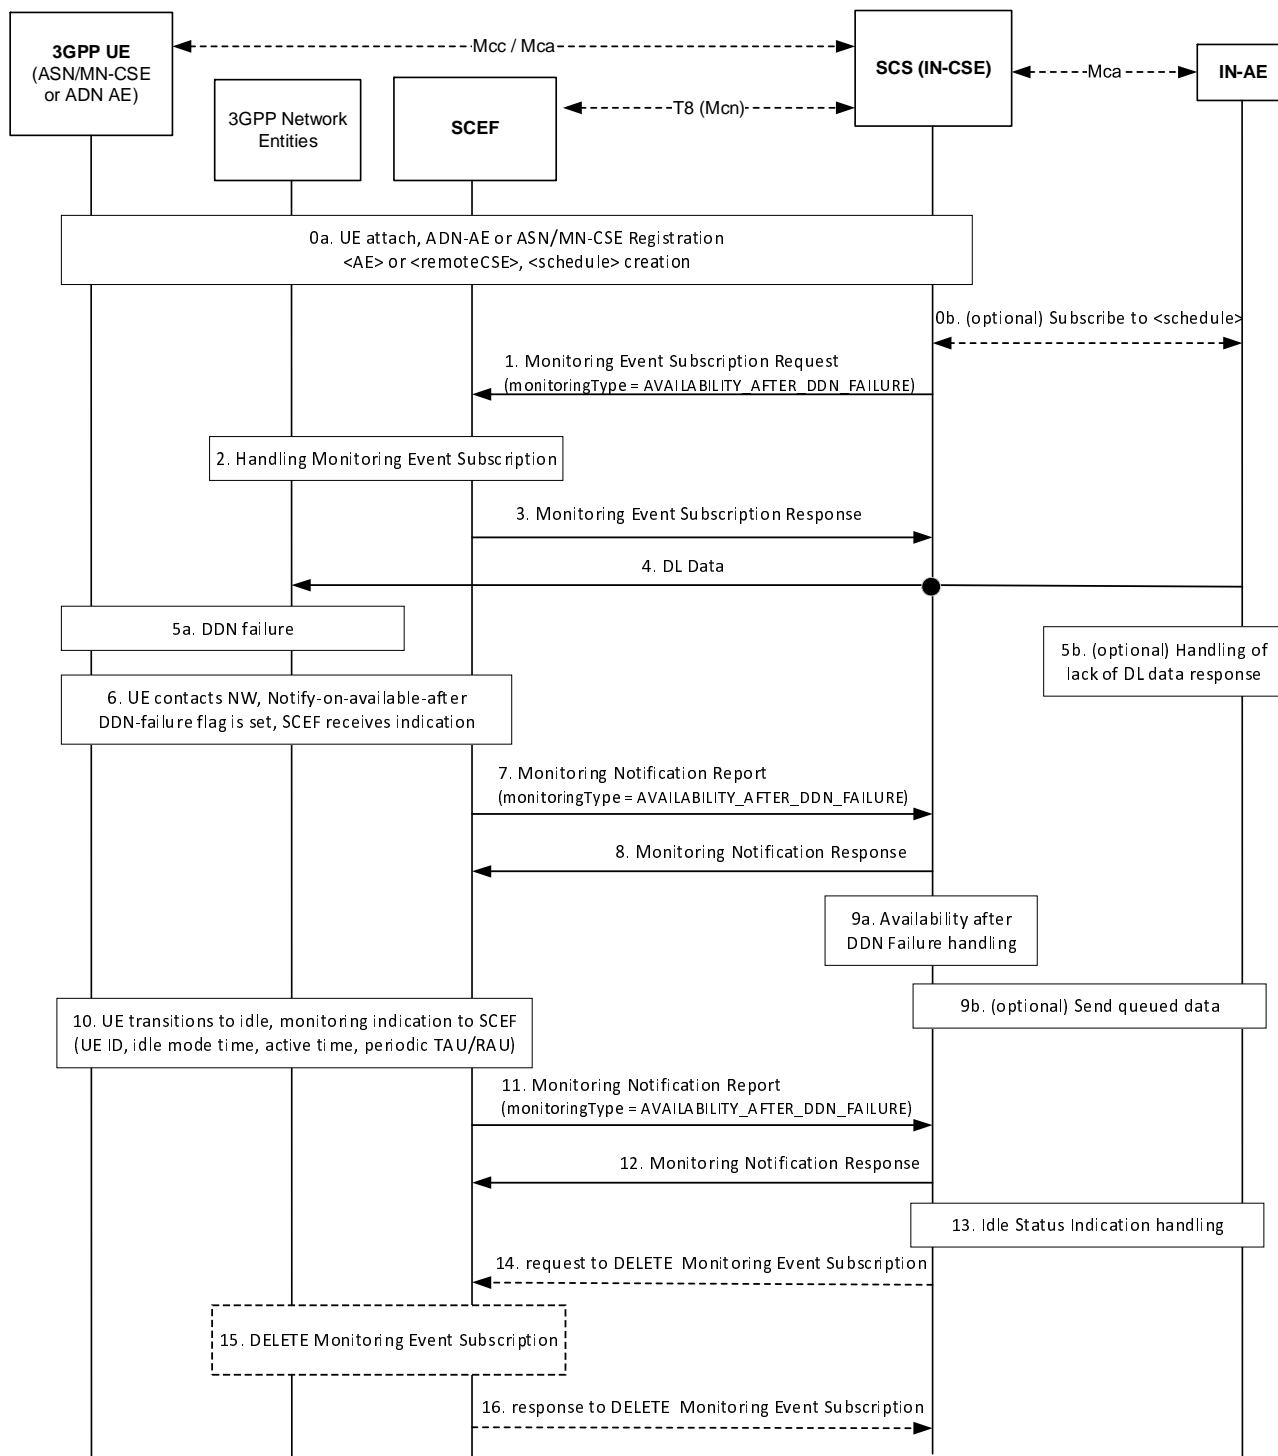 3GPP UE
(ASN/MN-CSE
or ADN AE)
Mcc / Mca
SCS (IN-CSE)
Mca
IN-AE
3GPP Network
Entities
SCEF
T8 (Mcn)
0a. UE attach, ADN-AE or ASN/MN-CSE Registration
<AE> or <remoteCSE>, <schedule> creation
0b. (optional) Subscribe to <schedule>
1. Monitoring Event Subscription Request
(monitoringType = AVAILABILITY_AFTER_DDN_FAILURE)
2. Handling Monitoring Event Subscription
3. Monitoring Event Subscription Response
4. DL Data
5a. DDN failure
5b. (optional) Handling of
lack of DL data response
6. UE contacts NW, Notify-on-available-after
DDN-failure flag is set, SCEF receives indication
7. Monitoring Notification Report
(monitoringType = AVAILABILITY_AFTER_DDN_FAILURE)
8. Monitoring Notification Response
9a. Availability after
DDN Failure handling
9b. (optional) Send queued data
10. UE transitions to idle, monitoring indication to SCEF
(UE ID, idle mode time, active time, periodic TAU/RAU)
11. Monitoring Notification Report
(monitoringType = AVAILABILITY_AFTER_DDN_FAILURE)
12. Monitoring Notification Response
13. Idle Status Indication handling
14. request to DELETE Monitoring Event Subscription
15. DELETE Monitoring Event Subscription
16. response to DELETE Monitoring Event Subscription